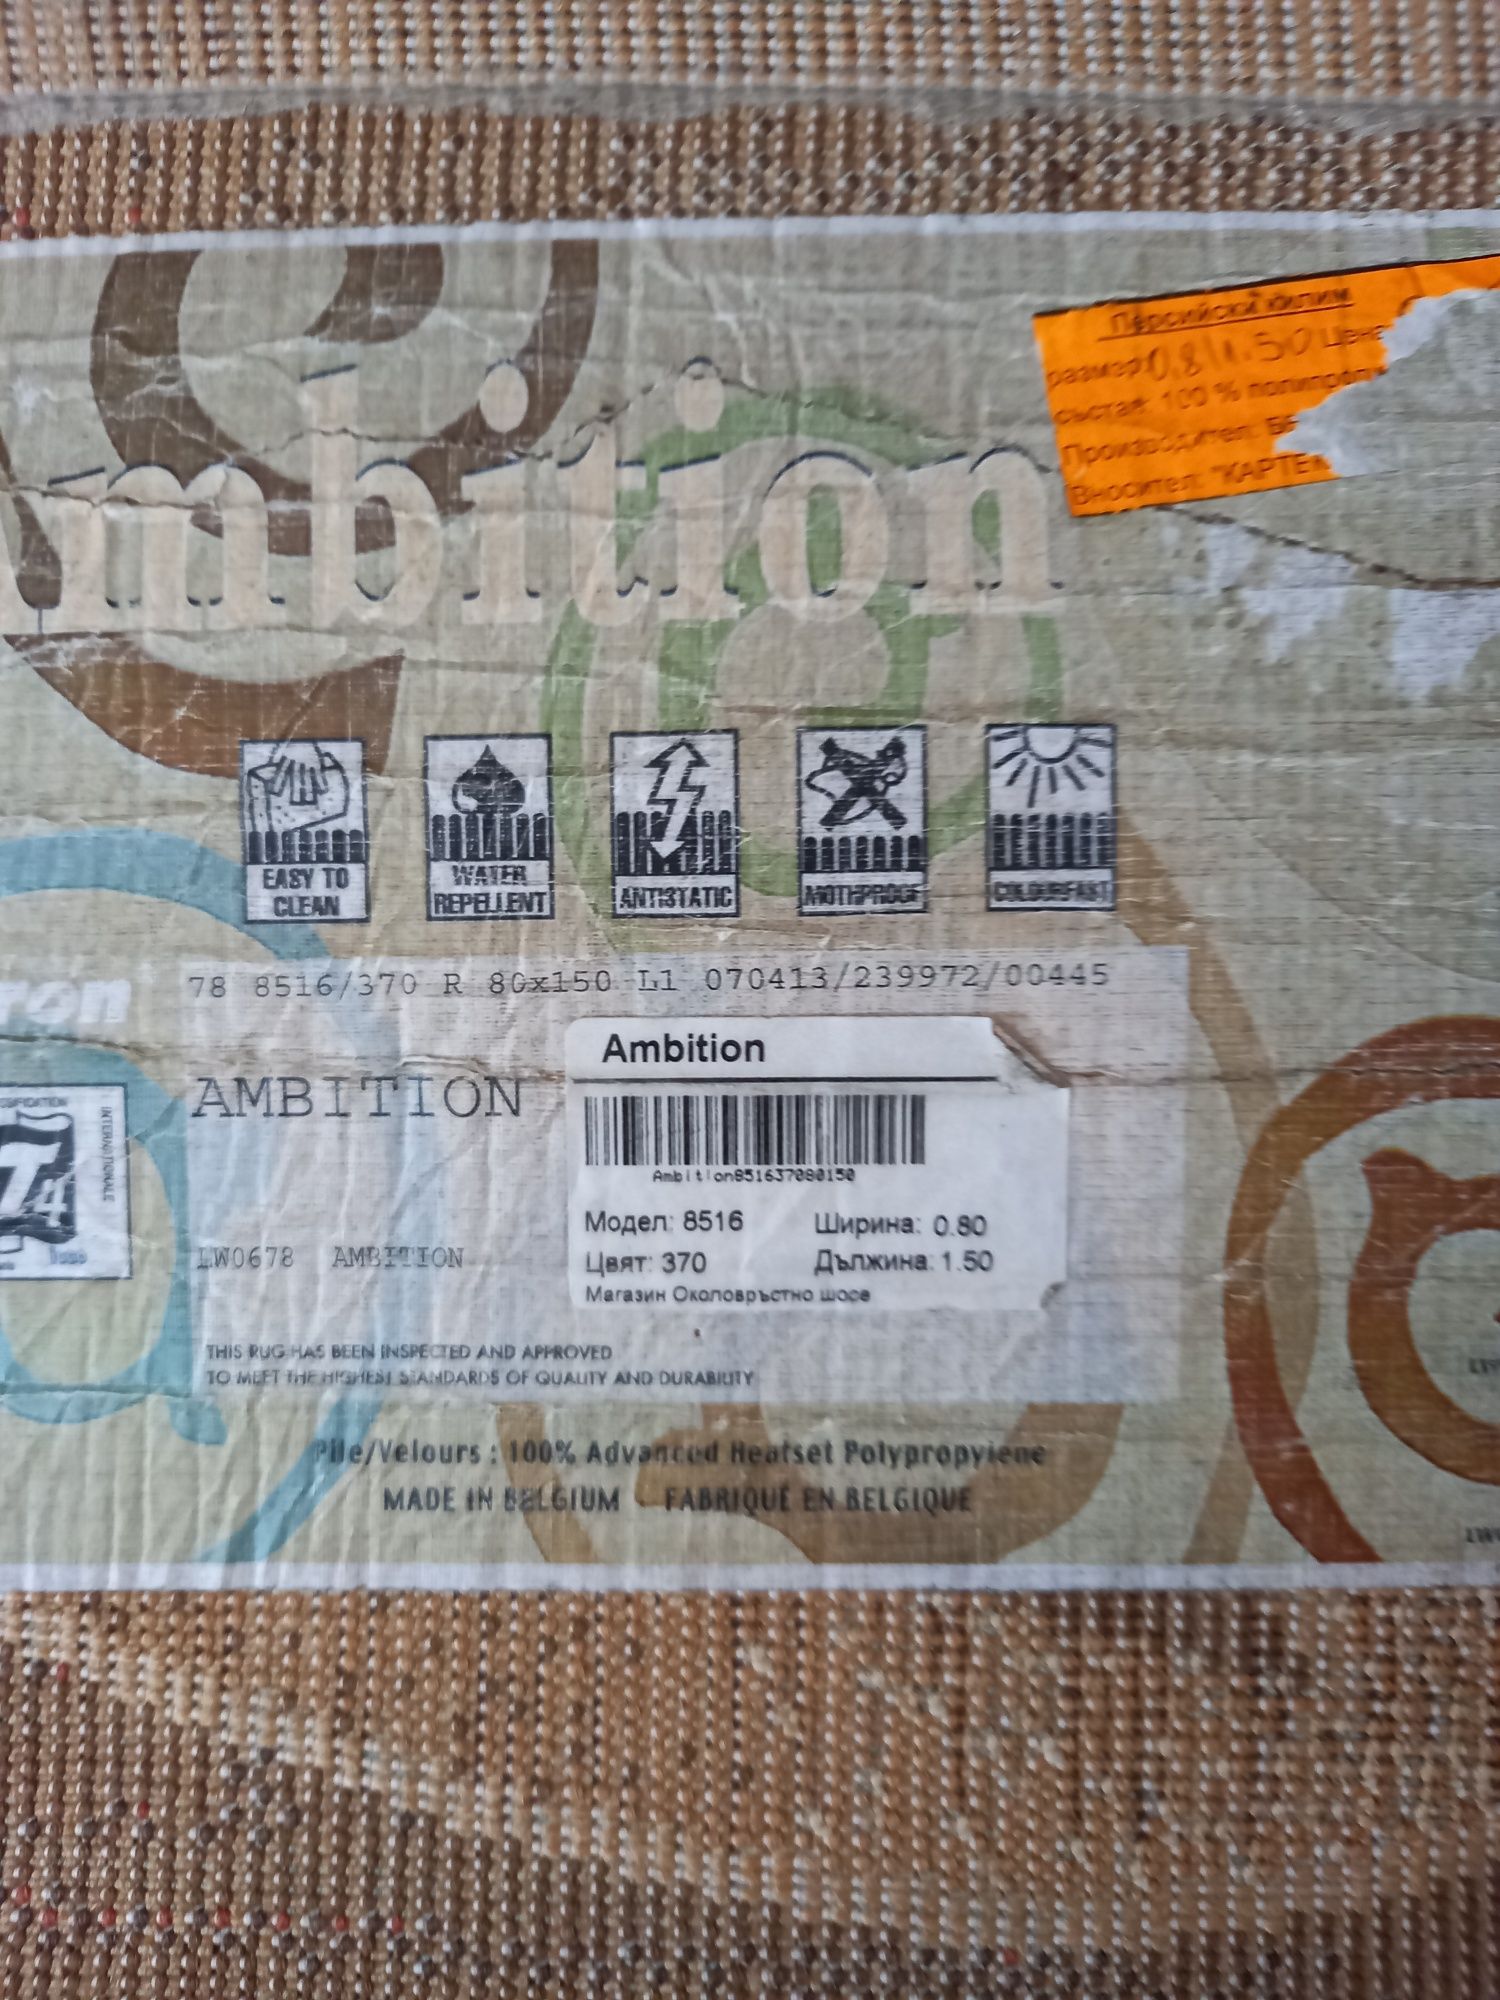 Персийски килим
размер: 0.8/1.50 Цена
състав: 100 % полипроп
Производител: Бе
Вносител: "КАРТЕК
mbition
EASY TO CLEAN
WATER REPELLENT
ANTISTATIC
MOTHPROOF
COLOURFAST
78 8516/370 R 80x150 L1 070413/239972/00445
ron
Ambition
AMBITION
INTERNATIONALE
T4
Ambition851637080150
Модел: 8516 Ширина: 0.80
Цвят: 370 Дължина: 1.50
Магазин Околовръстно шосе
LW0678 AMBITION
THIS RUG HAS BEEN INSPECTED AND APPROVED
TO MEET THE HIGHEST STANDARDS OF QUALITY AND DURABILITY
Pile/Velours : 100% Advanced Heatset Polypropylene
MADE IN BELGIUM - FABRIQUÉ EN BELGIQUE